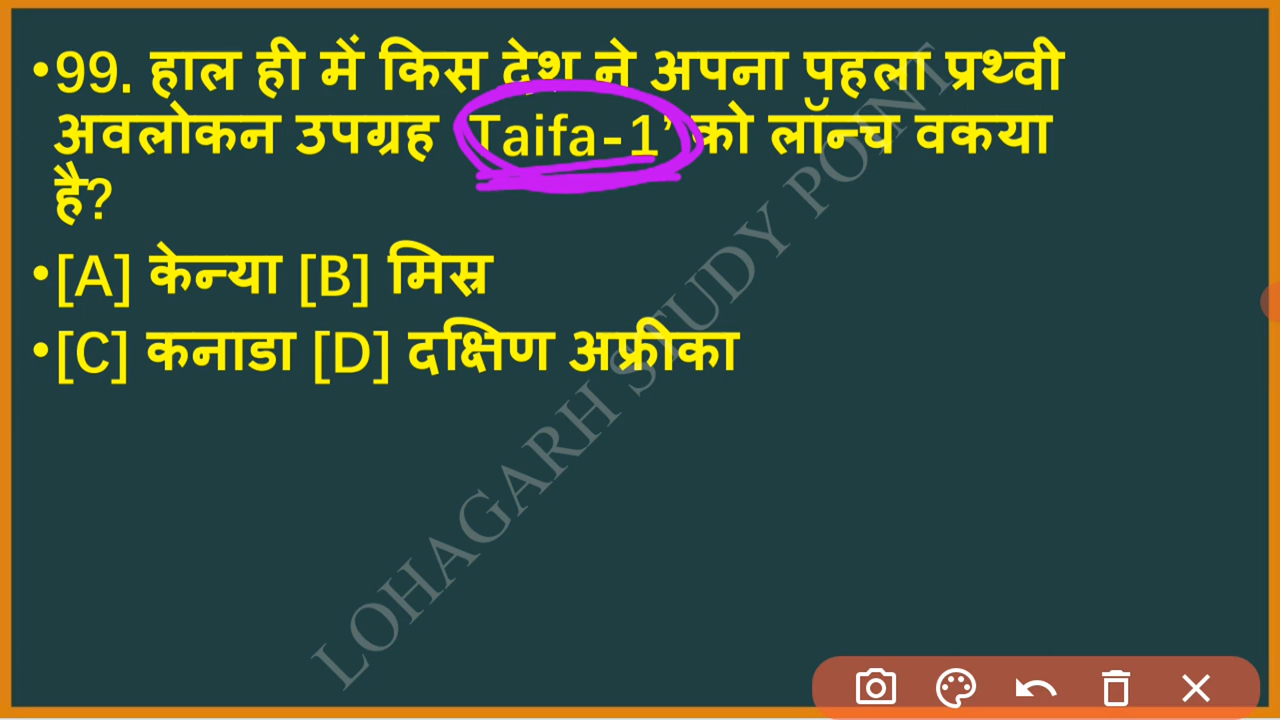 •99. हाल ही में किस देश ने अपना पहला प्रथ्वी
अवलोकन उपग्रह 'Taifa-1’ को लॉन्च वकया
है?
•[A] केन्या [B] मिस्र
•[C] कनाडा [D] दक्षिण अफ्रीका
LOHAGARH STUDY POINT